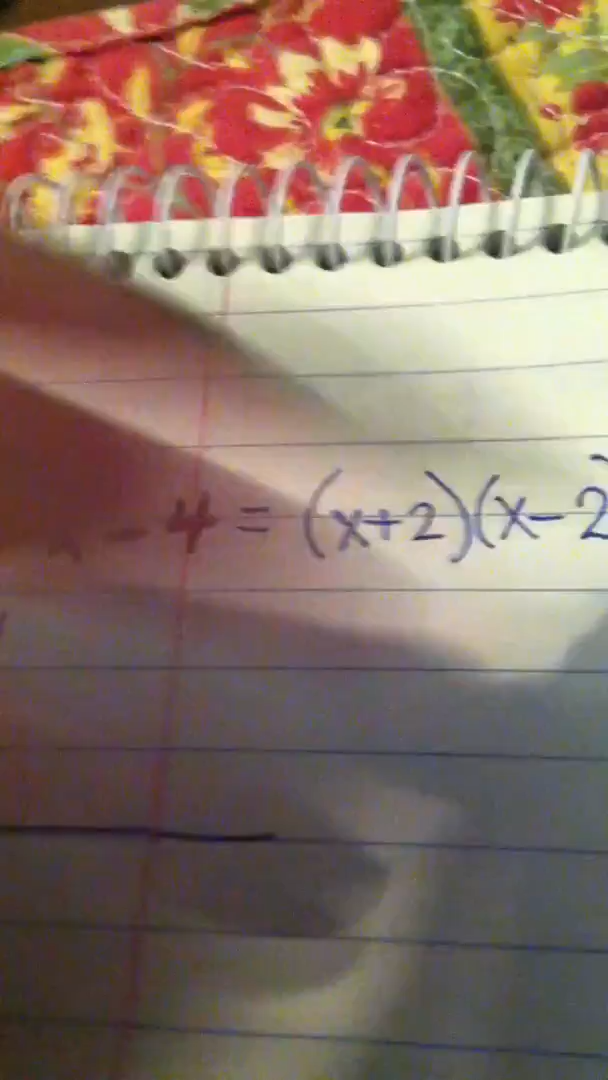 x - 4 = (x+2)(x-2)